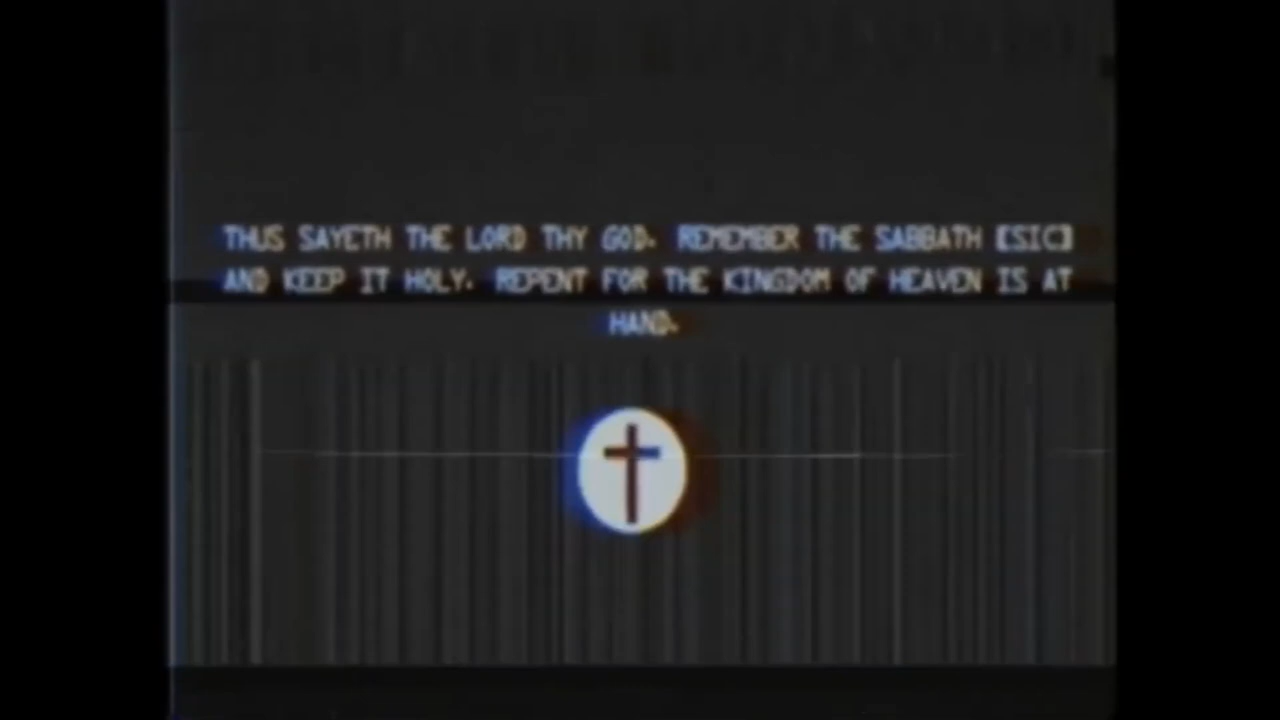 THUS SAYETH THE LORD THY GOD. REMEMBER THE SABBATH [SIC]
AND KEEP IT HOLY. REPENT FOR THE KINGDOM OF HEAVEN IS AT
HAND.